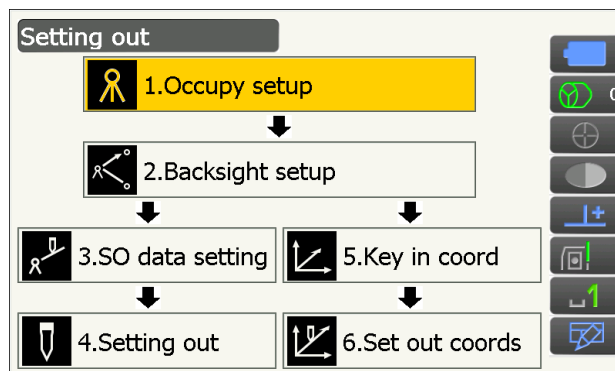 Setting out
1.Occupy setup
2.Backsight setup
3.SO data setting
5.Key in coord
4.Setting out
6.Set out coords
1